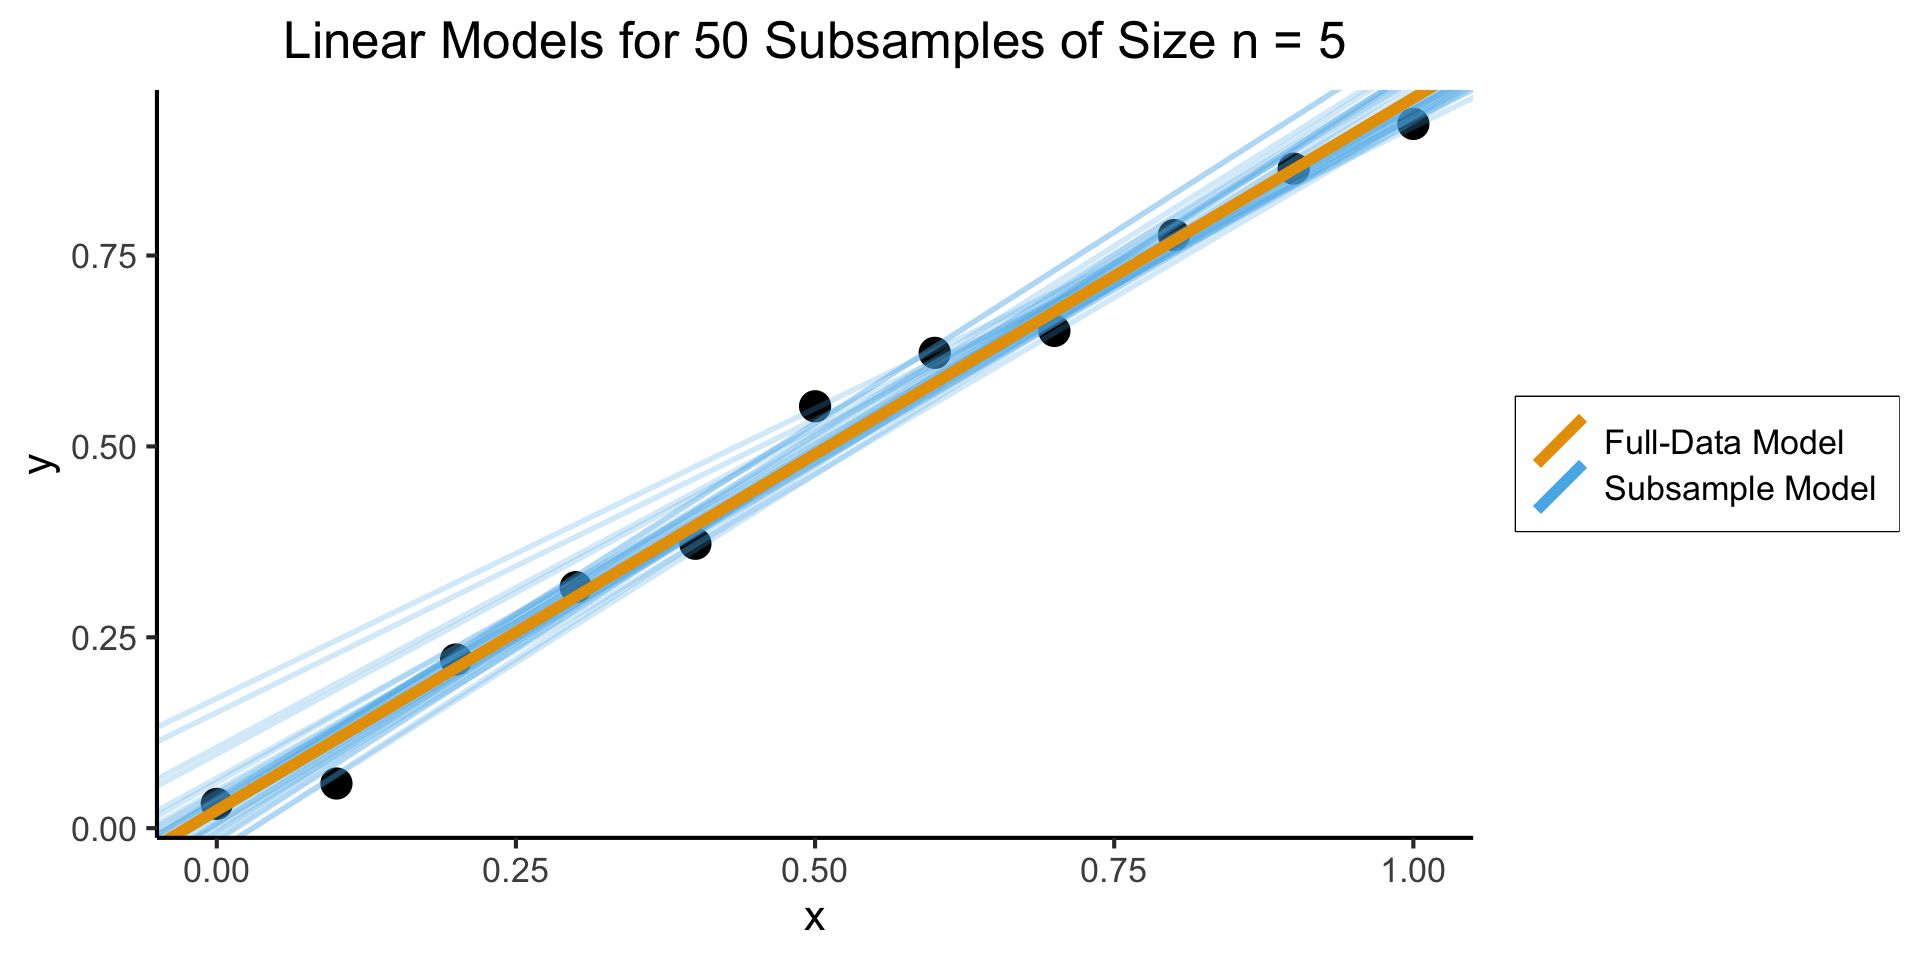 Linear Models for 50 Subsamples of Size n = 5
y
0.75
0.50
0.25
0.00
0.00 0.25 0.50 0.75 1.00
x
Full-Data Model
Subsample Model